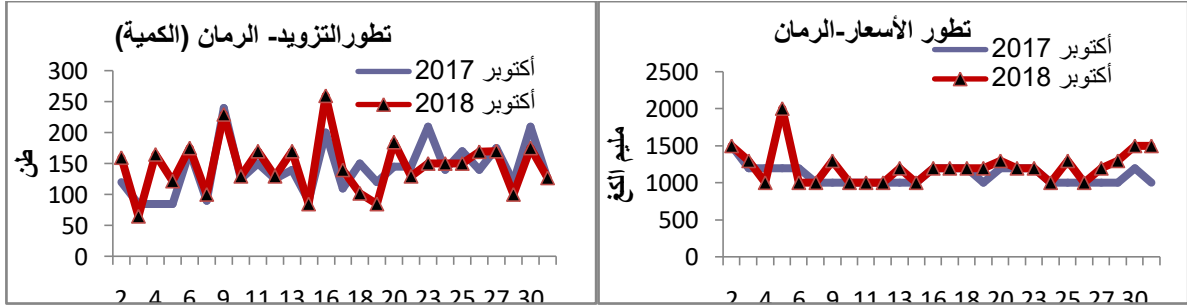 تطورالتزويد- الرمان (الكمية)
أكتوبر 2017
أكتوبر 2018
300
250
200
150
100
50
0
طن
2 4 6 9 11 13 16 18 20 23 25 27 30
تطور الأسعار-الرمان
أكتوبر 2017
أكتوبر 2018
2500
2000
1500
1000
500
0
مليم الكغ
2 4 6 9 11 13 16 18 20 23 25 27 30